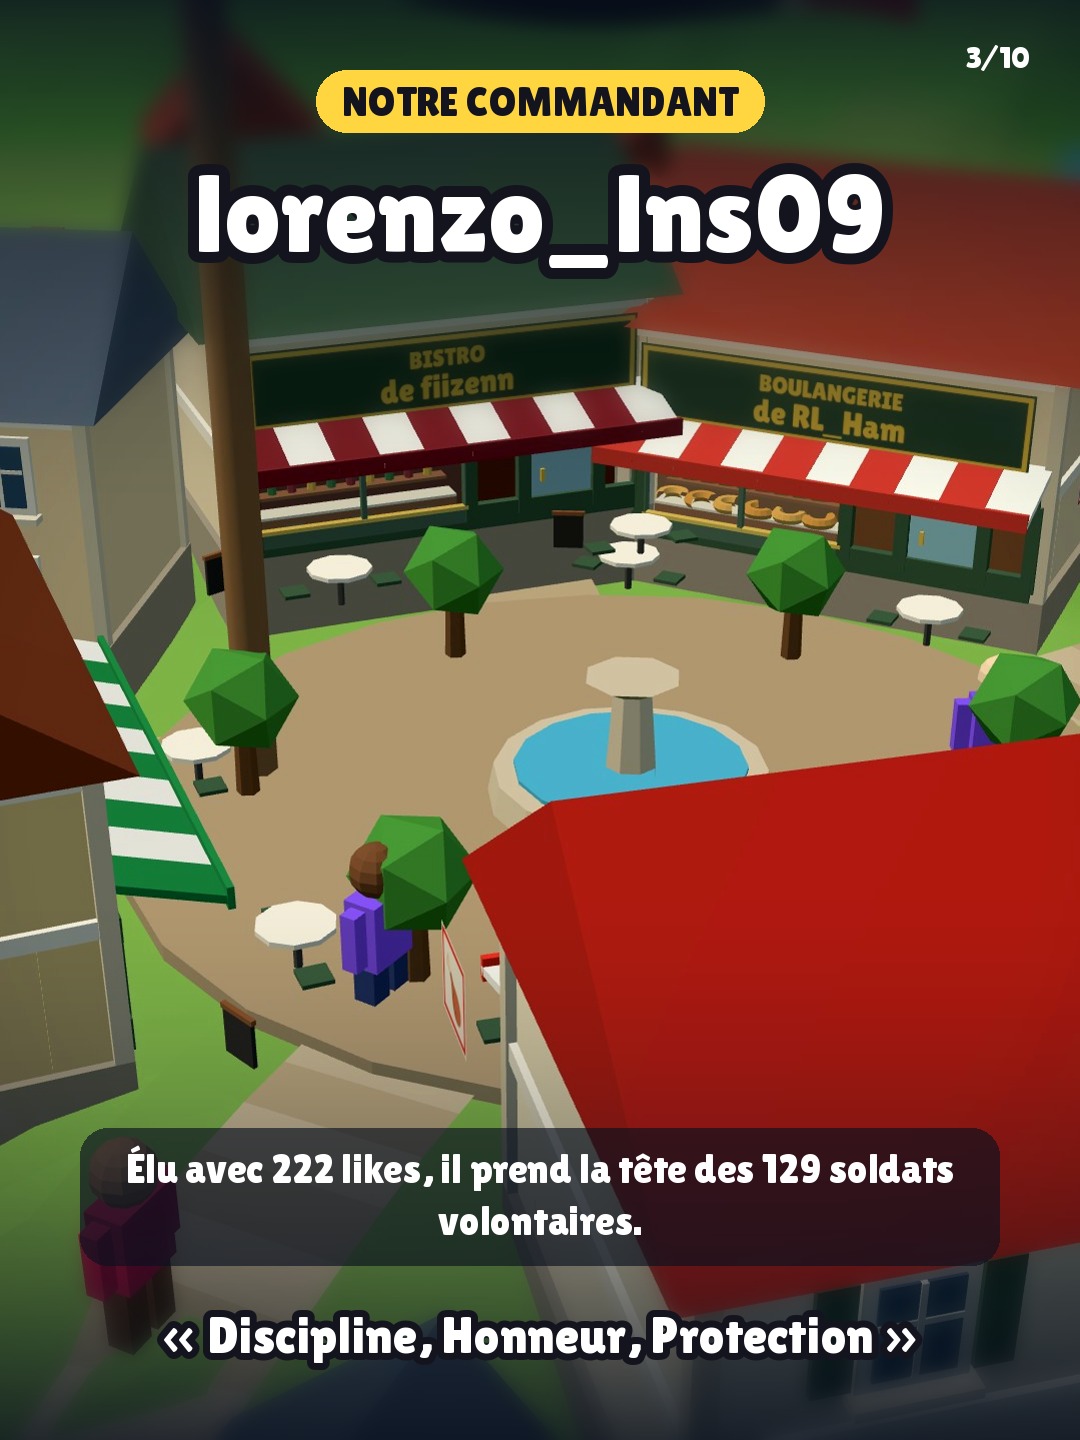 3/10
NOTRE COMMANDANT
lorenzo_lns09
BISTRO
de fiizenn
BOULANGERIE
de RL_Ham
Élu avec 222 likes, il prend la tête des 129 soldats
volontaires.
« Discipline, Honneur, Protection »